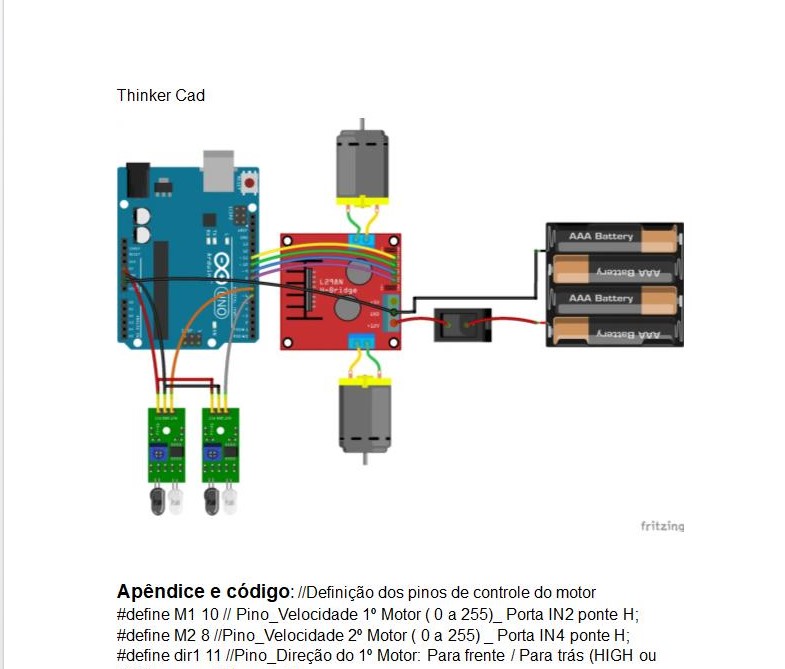 Thinker Cad
UNO
L298N
H-Bridge
AAA Battery
AAA Battery
AAA Battery
AAA Battery
fritzing
Apêndice e código: //Definição dos pinos de controle do motor
#define M1 10 // Pino_Velocidade 1º Motor ( 0 a 255)_ Porta IN2 ponte H;
#define M2 8 //Pino_Velocidade 2º Motor ( 0 a 255) _ Porta IN4 ponte H;
#define dir1 11 //Pino_Direção do 1º Motor: Para frente / Para trás (HIGH ou